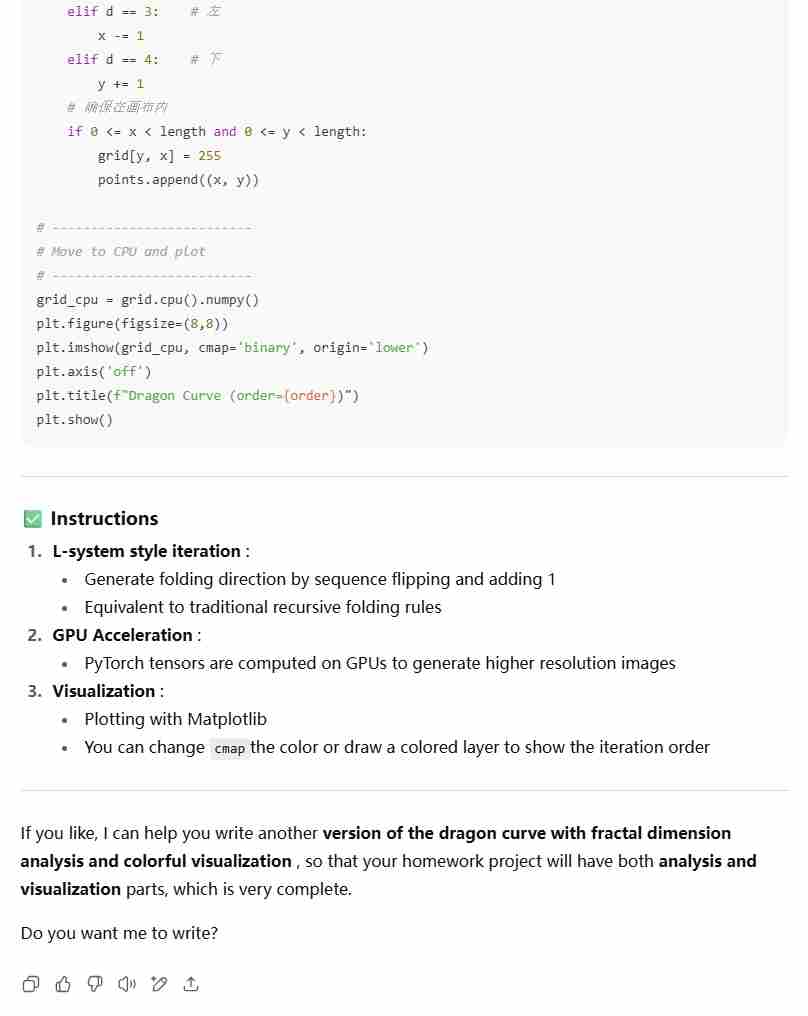 elif d == 3:    # 左
x -= 1
elif d == 4:    # 下
y += 1
# 确保在画布内
if 0 <= x < length and 0 <= y < length:
grid[y, x] = 255
points.append((x, y))
# --------------------------
# Move to CPU and plot
# --------------------------
grid_cpu = grid.cpu().numpy()
plt.figure(figsize=(8,8))
plt.imshow(grid_cpu, cmap='binary', origin='lower')
plt.axis('off')
plt.title(f"Dragon Curve (order={order})")
plt.show()
✅ Instructions
1. L-system style iteration :
• Generate folding direction by sequence flipping and adding 1
• Equivalent to traditional recursive folding rules
2. GPU Acceleration :
• PyTorch tensors are computed on GPUs to generate higher resolution images
3. Visualization :
• Plotting with Matplotlib
• You can change cmap the color or draw a colored layer to show the iteration order
If you like, I can help you write another version of the dragon curve with fractal dimension
analysis and colorful visualization , so that your homework project will have both analysis and
visualization parts, which is very complete.
Do you want me to write?